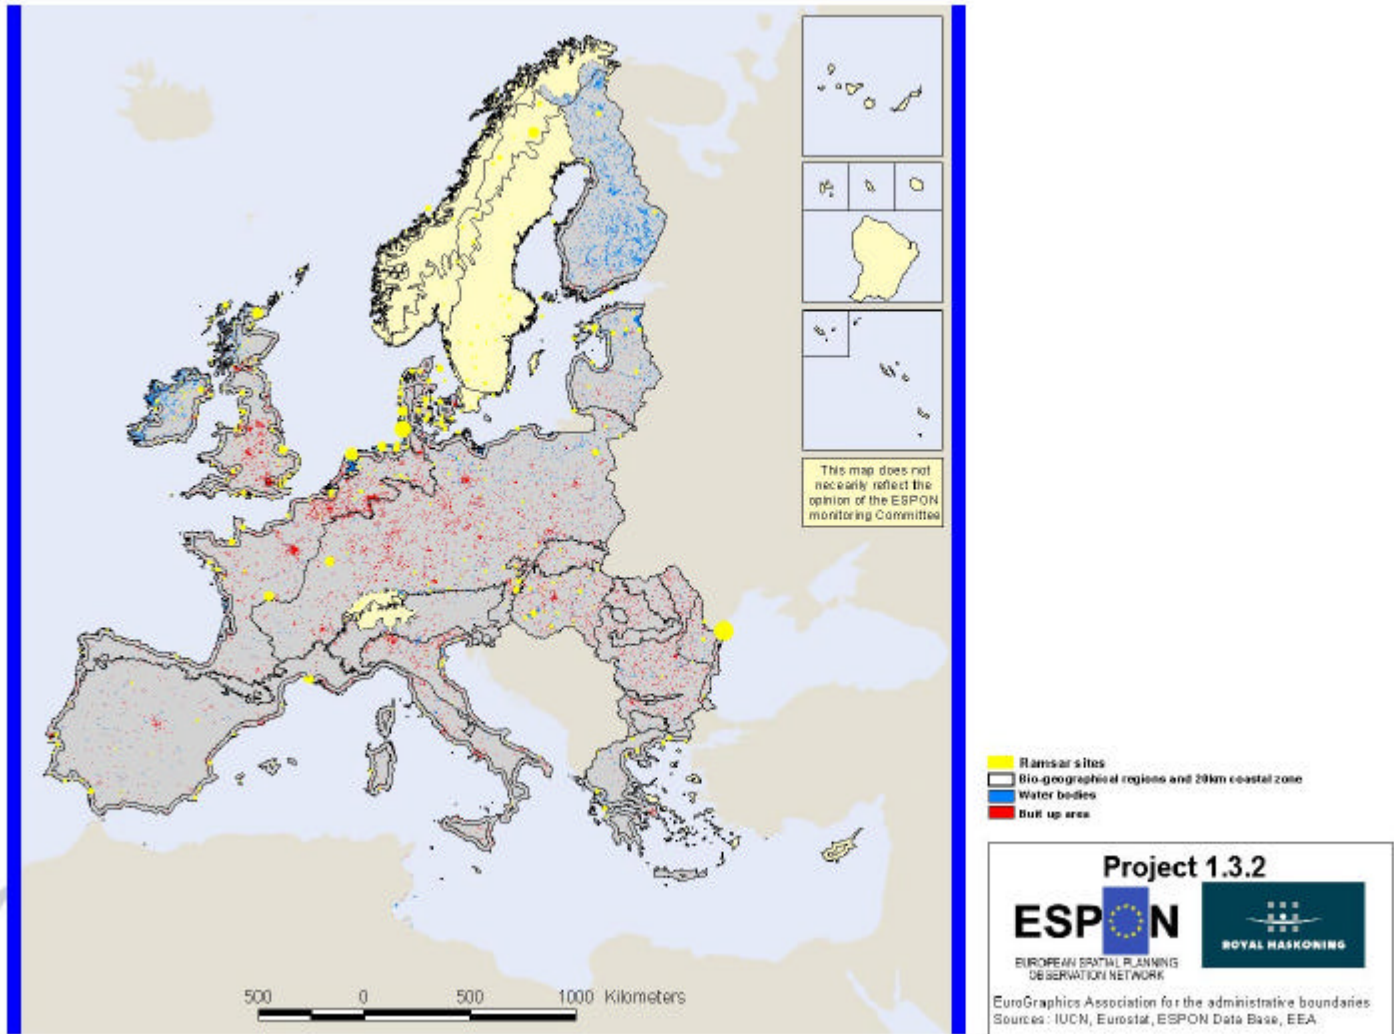 This map does not
necearily reflect the
opinion of the ESPON
monitoring Committee
Ramsar sites
Bio-geographical regions and 20km coastal zone
Water bodies
Buit up area
Project 1.3.2
ESPON
EUROPEAN SPATIAL PLANNING
OBSERVATION NETWORK
ROYAL HASKONING
EuroGraphics Association for the administrative boundaries
Sources: IUCN, Eurostat, ESPON Data Base, EEA
500 0 500 1000 Kilometers